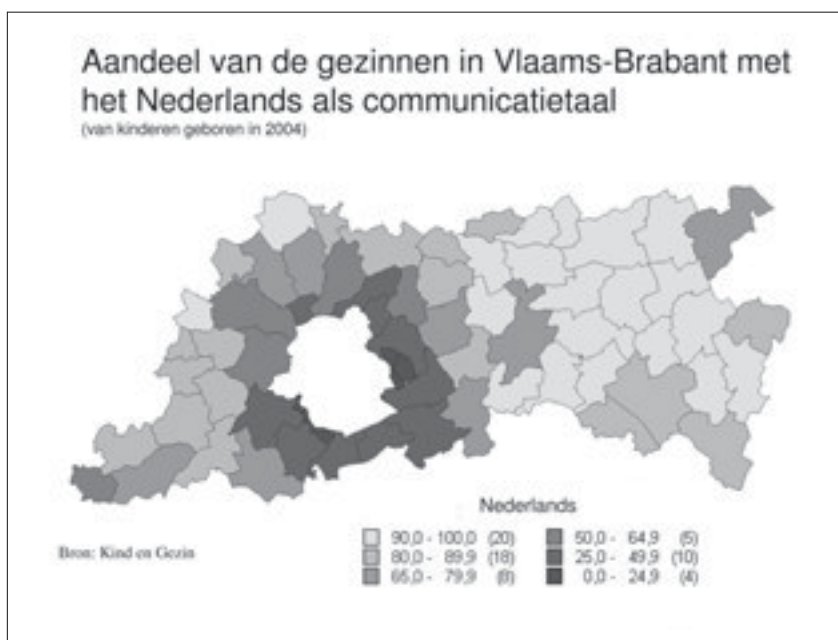 Aandeel van de gezinnen in Vlaams-Brabant met
het Nederlands als communicatietaal
(van kinderen geboren in 2004)
Nederlands
90,0 - 100,0 (20)
80,0 - 89,9 (18)
65,0 - 79,9 (8)
50,0 - 64,9 (5)
25,0 - 49,9 (10)
0,0 - 24,9 (4)
Bron: Kind en Gezin